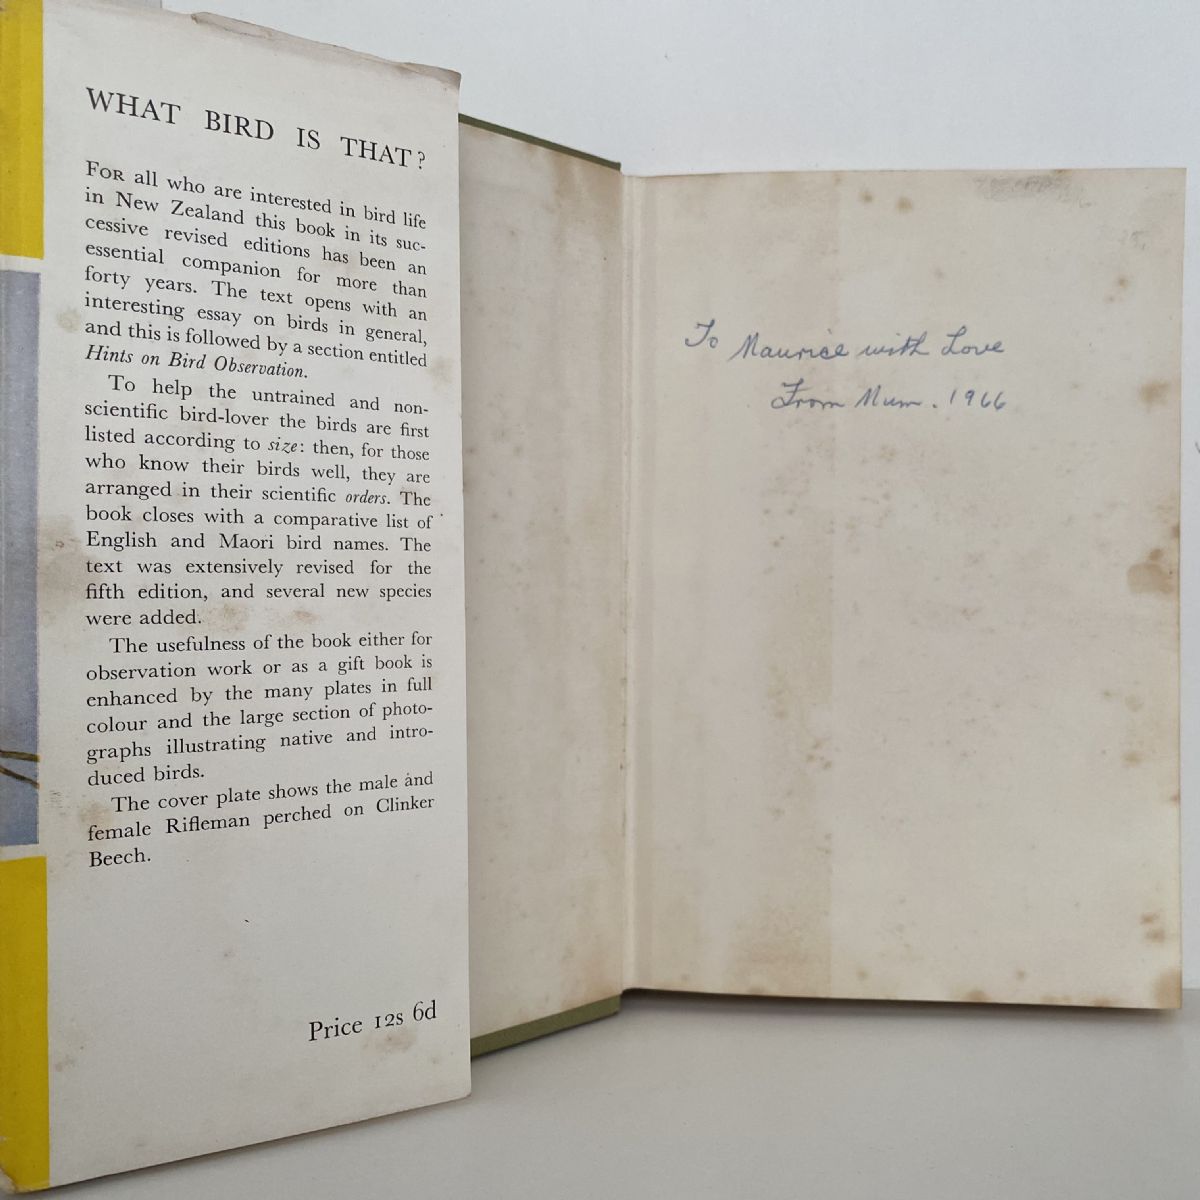 WHAT BIRD IS THAT?
FOR all who are interested in bird life
in New Zealand this book in its suc-
cessive revised editions has been an
essential companion for more than
forty years. The text opens with an
interesting essay on birds in general,
and this is followed by a section entitled
Hints on Bird Observation.
To help the untrained and non-
scientific bird-lover the birds are first
listed according to size: then, for those
who know their birds well, they are
arranged in their scientific orders. The
book closes with a comparative list of
English and Maori bird names. The
text was extensively revised for the
fifth edition, and several new species
were added.
The usefulness of the book either for
observation work or as a gift book is
enhanced by the many plates in full
colour and the large section of photo-
graphs illustrating native and intro-
duced birds.
The cover plate shows the male and
female Rifleman perched on Clinker
Beech.
Price 12s 6d
To Maurice with Love
From Mum. 1966